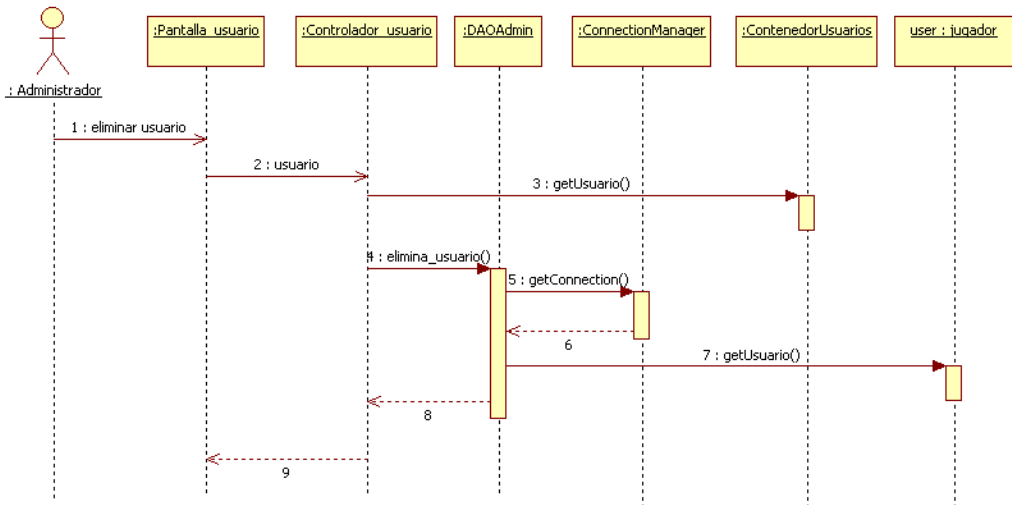 :Pantalla_usuario
:Controlador_usuario
:DAOAdmin
:ConnectionManager
:ContenedorUsuarios
user : jugador
: Administrador
1 : eliminar usuario
2 : usuario
3 : getUsuario()
4 : elimina_usuario()
5 : getConnection()
6
7 : getUsuario()
8
9